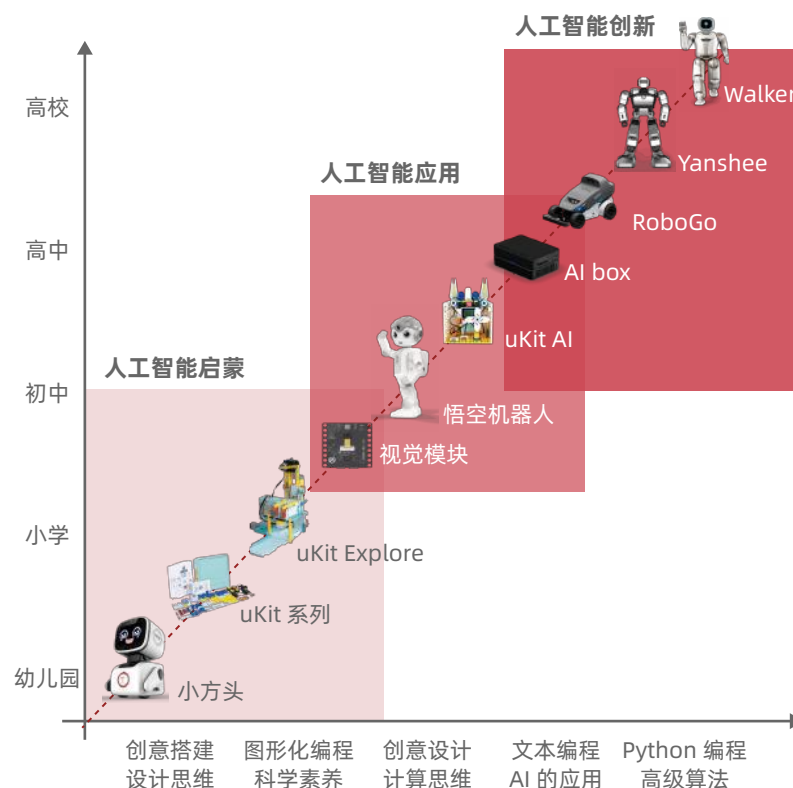 人工智能创新
高校
Walker
人工智能应用
Yanshee
RoboGo
高中
AI box
uKit AI
人工智能启蒙
初中
悟空机器人
视觉模块
小学
uKit Explore
uKit 系列
幼儿园
小方头
创意搭建
设计思维
图形化编程
科学素养
创意设计
计算思维
文本编程
AI 的应用
Python 编程
高级算法